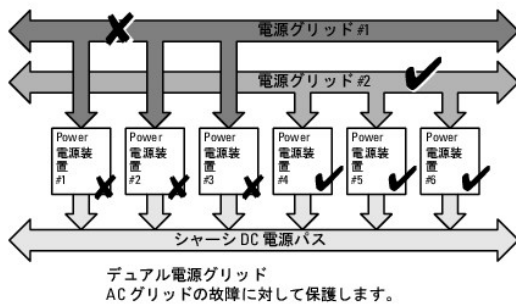 電源グリッド #1
電源グリッド #2
Power
電源装
置
#1
Power
電源装
置
#2
Power
電源装
置
#3
Power
電源装
置
#4
Power
電源装
置
#5
Power
電源装
置
#6
シャーシ DC 電源バス
デュアル電源グリッド
AC グリッドの故障に対して保護します。